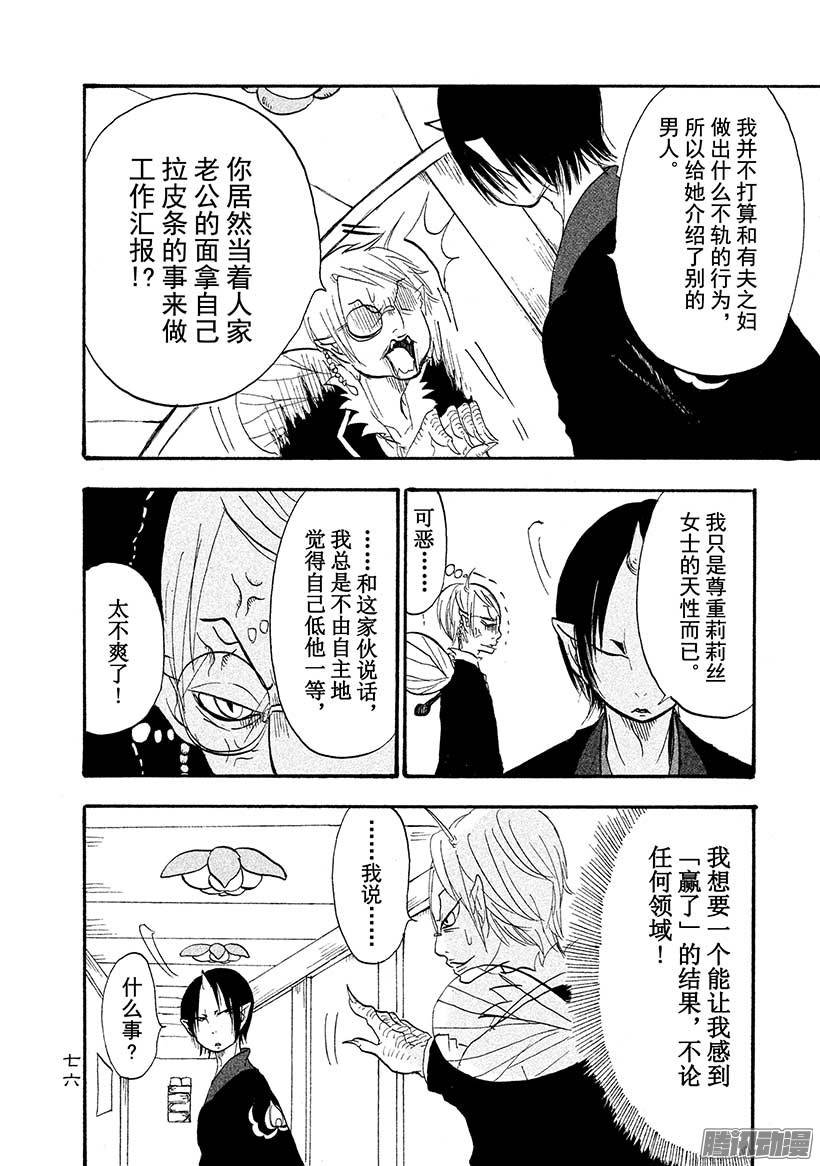 我并不打算和有夫之妇
做出什么不轨的行为，
所以给她介绍了别的
男人。
你居然当着人家
老公的面拿自己
拉皮条的事来做
工作汇报!?
我只是尊重莉莉丝
女士的天性而已。
可恶……
……和这家伙说话，
我总是不由自主地
觉得自己低他一等，
太不爽了！
我想要一个能让我感到
「赢了」的结果，不论
任何领域！
……我说……
什么事？
七六
腾讯动漫